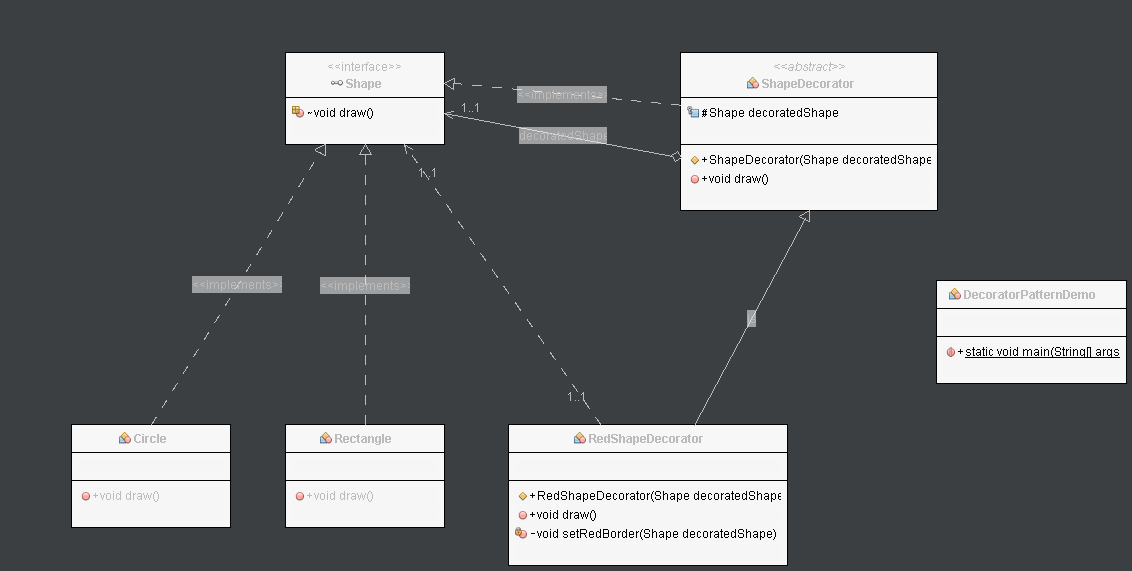 <<interface>>
Shape
~void draw()
<<abstract>>
ShapeDecorator
#Shape decoratedShape
+ShapeDecorator(Shape decoratedShape
+void draw()
<<implements>>
1..1
decoratedShape
1..1
<<implements>>
<<implements>>
DecoratorPatternDemo
+static void main(String[] args
1..1
Circle
+void draw()
Rectangle
+void draw()
RedShapeDecorator
+RedShapeDecorator(Shape decoratedShape
+void draw()
-void setRedBorder(Shape decoratedShape)